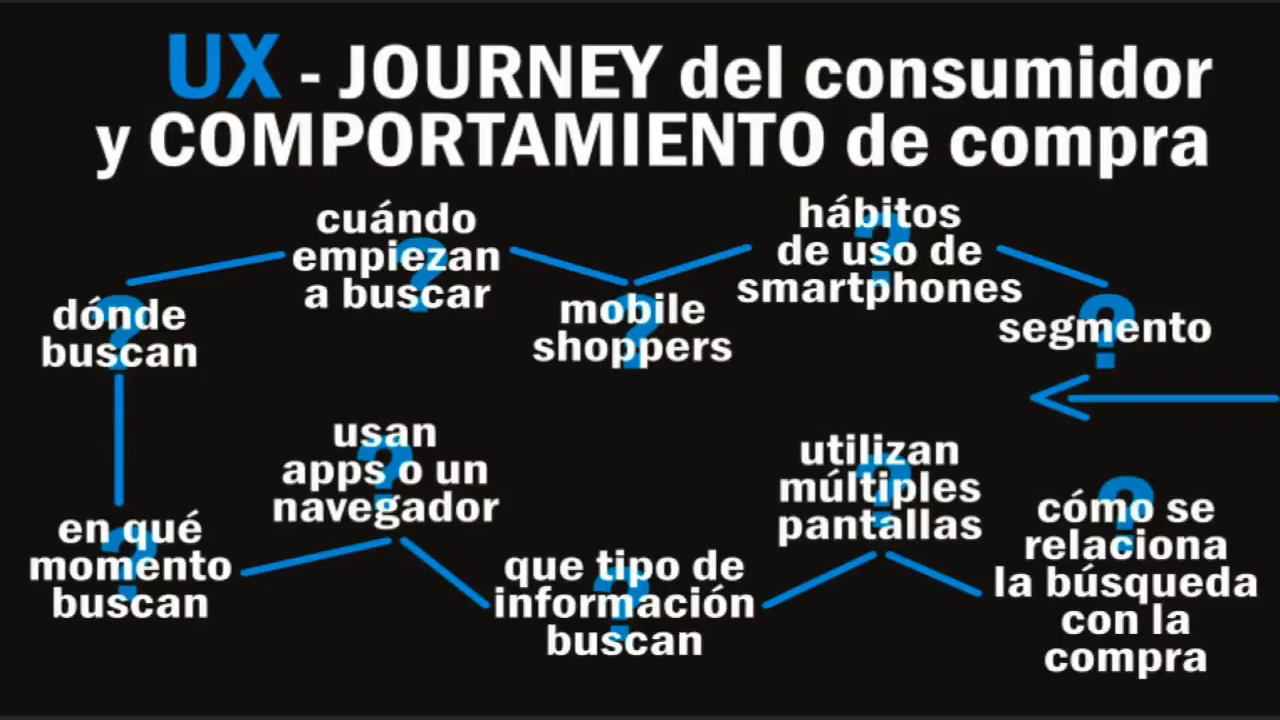 UX - JOURNEY del consumidor
y COMPORTAMIENTO de compra
segmento
?
hábitos
de uso de
smartphones
?
mobile
shoppers
?
cuándo
empiezan
a buscar
?
dónde
buscan
?
en qué
momento
buscan
?
usan
apps o un
navegador
?
que tipo de
información
buscan
?
utilizan
múltiples
pantallas
?
cómo se
relaciona
la búsqueda
con la
compra
?